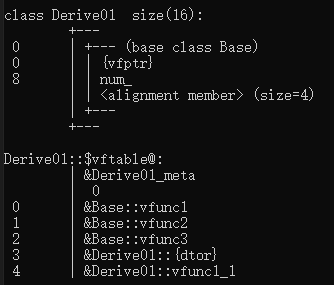 class Derive01  size(16):
        +---
 0      | +--- (base class Base)
 0      | | {vfptr}
 8      | | num_
        | | <alignment member> (size=4)
        | +---
        +---
Derive01::$vftable@:
        | &Derive01_meta
        |  0
 0      | &Base::vfunc1
 1      | &Base::vfunc2
 2      | &Base::vfunc3
 3      | &Derive01::{dtor}
 4      | &Derive01::vfunc1_1